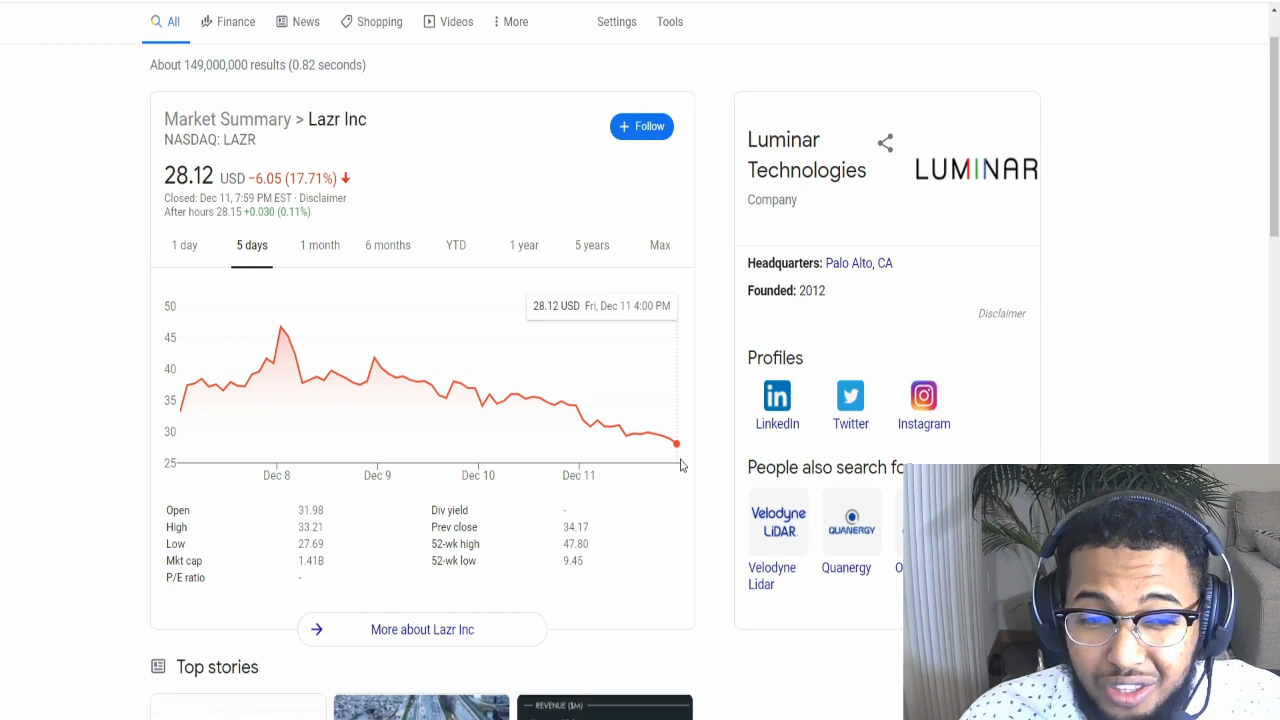 All
Finance
News
Shopping
Videos
More
Settings
Tools
About 149,000,000 results (0.82 seconds)
Market Summary > Lazr Inc
NASDAQ: LAZR
Follow
28.12 USD −6.05 (17.71%)
Closed: Dec 11, 7:59 PM EST · Disclaimer
After hours 28.15 +0.030 (0.11%)
1 day
5 days
1 month
6 months
YTD
1 year
5 years
Max
28.12 USD Fri, Dec 11 4:00 PM
50
45
40
35
30
25
Dec 8
Dec 9
Dec 10
Dec 11
Open 31.98
High 33.21
Low 27.69
Mkt cap 1.41B
P/E ratio -
Div yield -
Prev close 34.17
52-wk high 47.80
52-wk low 9.45
More about Lazr Inc
Top stories
REVENUE ($M)
Luminar
Technologies
Company
LUMINAR
Headquarters: Palo Alto, CA
Founded: 2012
Disclaimer
Profiles
LinkedIn
Twitter
Instagram
People also search fo
Velodyne
LiDAR
QUANERGY
Velodyne
Lidar
Quanergy